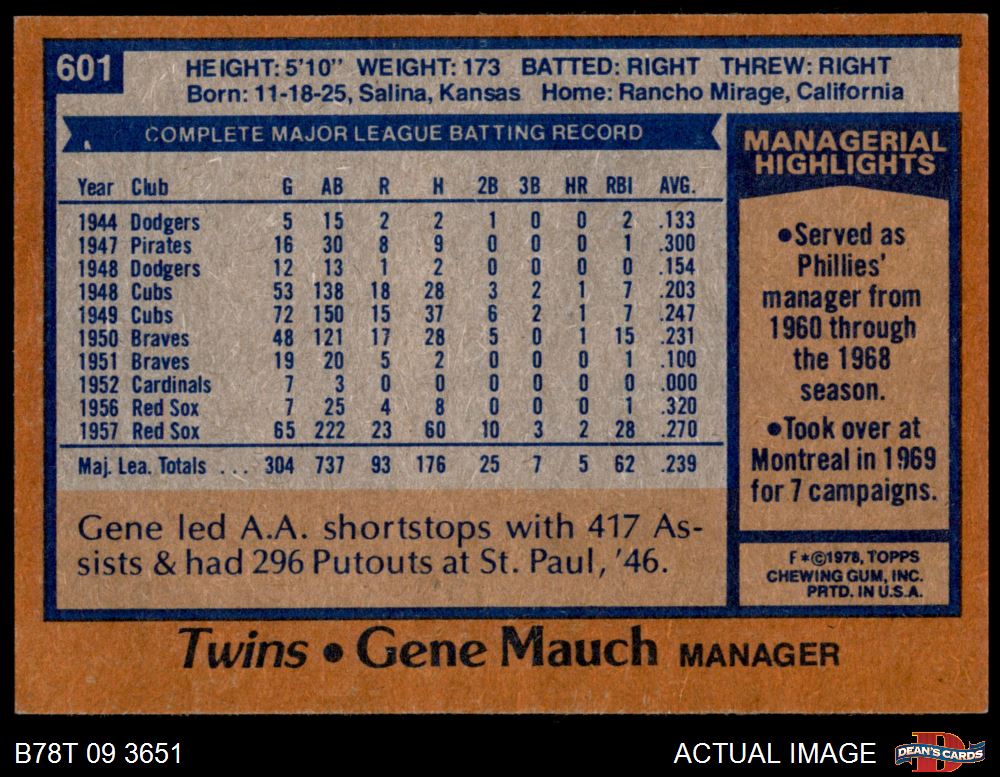 601
HEIGHT: 5'10" WEIGHT: 173 BATTED: RIGHT THREW: RIGHT
Born: 11-18-25, Salina, Kansas Home: Rancho Mirage, California
COMPLETE MAJOR LEAGUE BATTING RECORD
Year Club G AB R H 2B 3B HR RBI AVG.
1944 Dodgers 5 15 2 2 1 0 0 2 .133
1947 Pirates 16 30 8 9 0 0 0 1 .300
1948 Dodgers 12 13 1 2 0 0 0 0 .154
1948 Cubs 53 138 18 28 3 2 1 7 .203
1949 Cubs 72 150 15 37 6 2 1 7 .247
1950 Braves 48 121 17 28 5 0 1 15 .231
1951 Braves 19 20 5 2 0 0 0 1 .100
1952 Cardinals 7 3 0 0 0 0 0 0 .000
1956 Red Sox 7 25 4 8 0 0 0 1 .320
1957 Red Sox 65 222 23 60 10 3 2 28 .270
Maj. Lea. Totals ... 304 737 93 176 25 7 5 62 .239
Gene led A.A. shortstops with 417 As-
sists & had 296 Putouts at St. Paul, '46.
MANAGERIAL
HIGHLIGHTS
•Served as
Phillies'
manager from
1960 through
the 1968
season.
•Took over at
Montreal in 1969
for 7 campaigns.
F*©1978, TOPPS
CHEWING GUM, INC.
PRTD. IN U.S.A.
Twins • Gene Mauch MANAGER
B78T 09 3651
ACTUAL IMAGE
DEAN'S CARDS